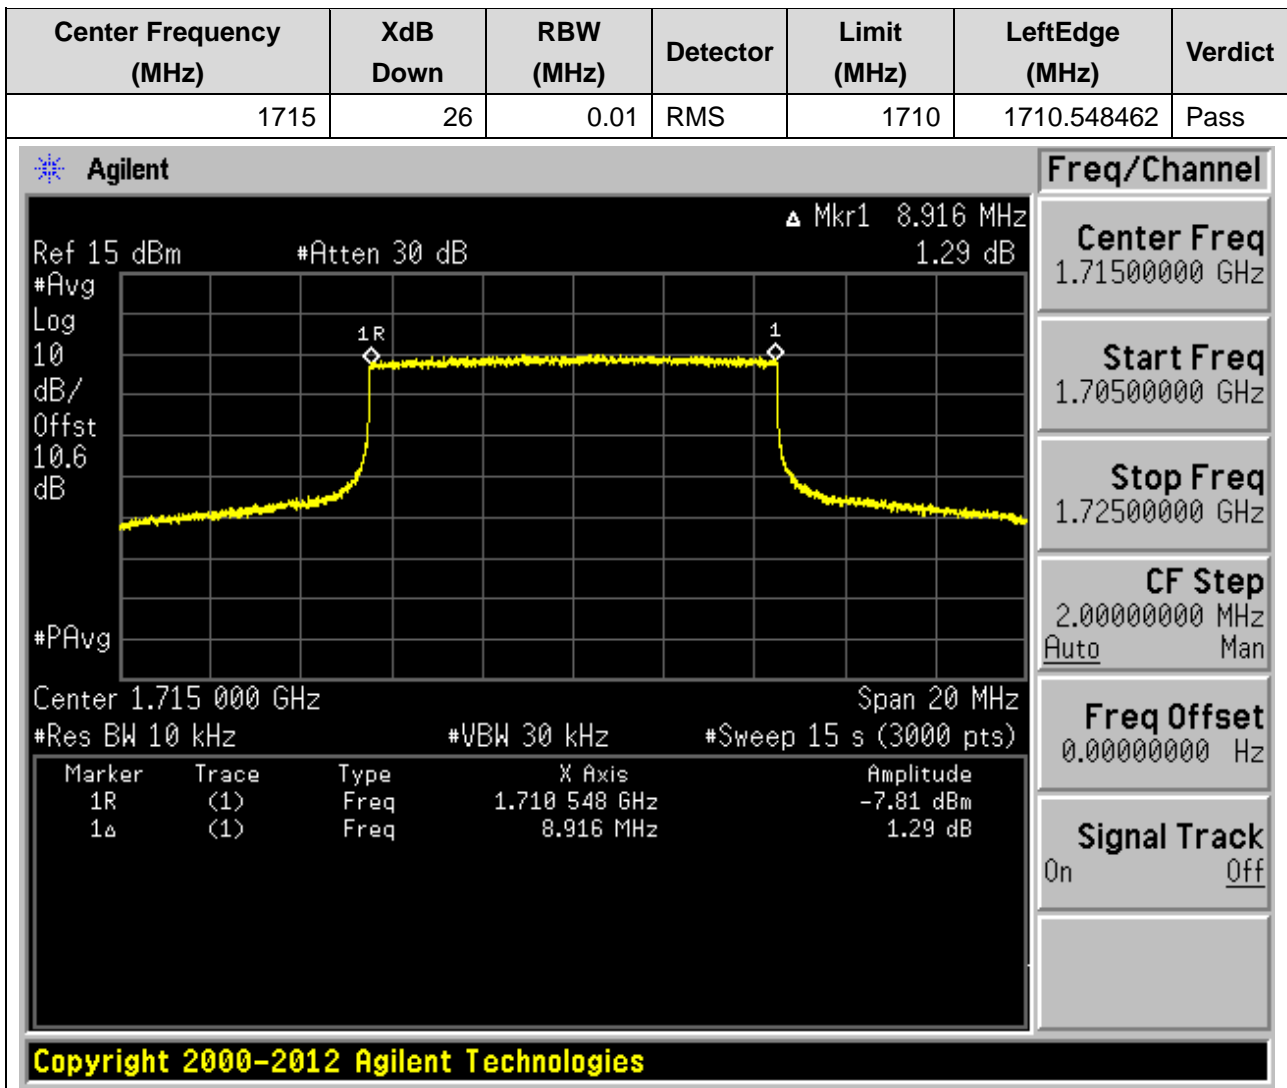 Center Frequency (MHz) XdB Down RBW (MHz) Detector Limit (MHz) LeftEdge (MHz) Verdict
1715 26 0.01 RMS 1710 1710.548462 Pass
Agilent
Freq/Channel
▵ Mkr1 8.916 MHz
Ref 15 dBm #Atten 30 dB 1.29 dB
#Avg
Log
10
dB/
Offst
10.6
dB
1R
1
#PAvg
Center 1.715 000 GHz Span 20 MHz
#Res BW 10 kHz #VBW 30 kHz #Sweep 15 s (3000 pts)
Marker Trace Type X Axis Amplitude
1R (1) Freq 1.710 548 GHz -7.81 dBm
1▵ (1) Freq 8.916 MHz 1.29 dB
Center Freq
1.71500000 GHz
Start Freq
1.70500000 GHz
Stop Freq
1.72500000 GHz
CF Step
2.00000000 MHz
Auto Man
Freq Offset
0.00000000 Hz
Signal Track
On Off
Copyright 2000-2012 Agilent Technologies